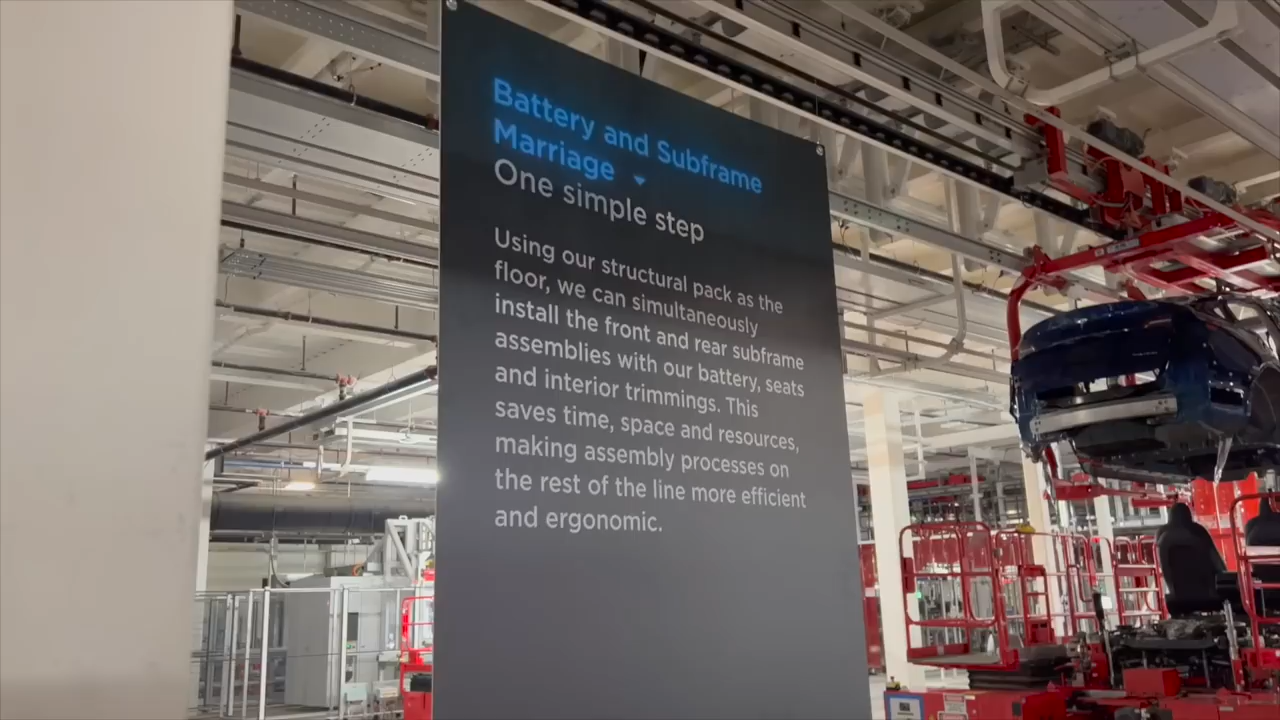 Battery and Subframe
Marriage
One simple step
Using our structural pack as the
floor, we can simultaneously
install the front and rear subframe
assemblies with our battery, seats
and interior trimmings. This
saves time, space and resources,
making assembly processes on
the rest of the line more efficient
and ergonomic.